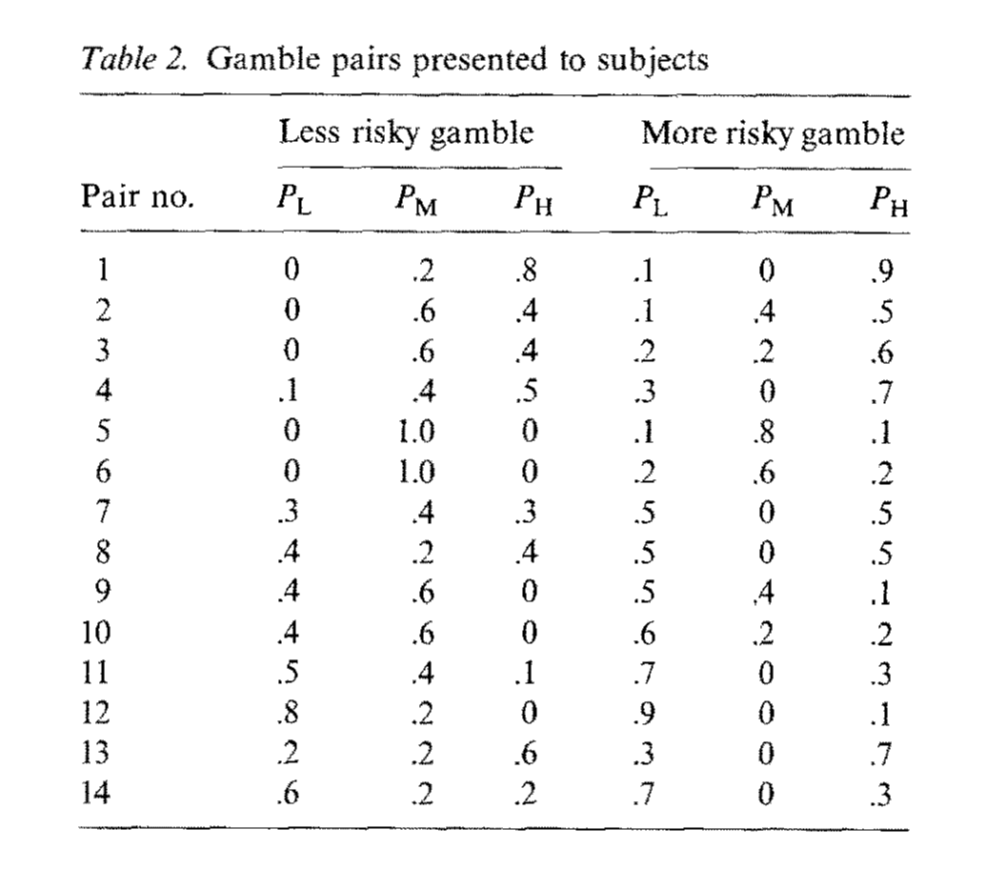 Table 2. Gamble pairs presented to subjects
Less risky gamble More risky gamble
Pair no. PL PM PH PL PM PH
1 0 .2 .8 .1 0 .9
2 0 .6 .4 .1 .4 .5
3 0 .6 .4 .2 .2 .6
4 .1 .4 .5 .3 0 .7
5 0 1.0 0 .1 .8 .1
6 0 1.0 0 .2 .6 .2
7 .3 .4 .3 .5 0 .5
8 .4 .2 .4 .5 0 .5
9 .4 .6 0 .5 .4 .1
10 .4 .6 0 .6 .2 .2
11 .5 .4 .1 .7 0 .3
12 .8 .2 0 .9 0 .1
13 .2 .2 .6 .3 0 .7
14 .6 .2 .2 .7 0 .3